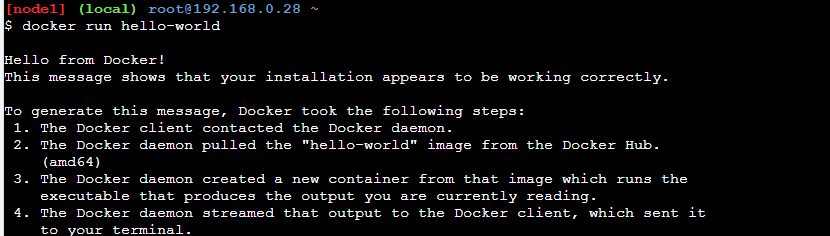 [node1] (local) root@192.168.0.28 ~
$ docker run hello-world
Hello from Docker!
This message shows that your installation appears to be working correctly.
To generate this message, Docker took the following steps:
1. The Docker client contacted the Docker daemon.
2. The Docker daemon pulled the "hello-world" image from the Docker Hub.
(amd64)
3. The Docker daemon created a new container from that image which runs the
executable that produces the output you are currently reading.
4. The Docker daemon streamed that output to the Docker client, which sent it
to your terminal.